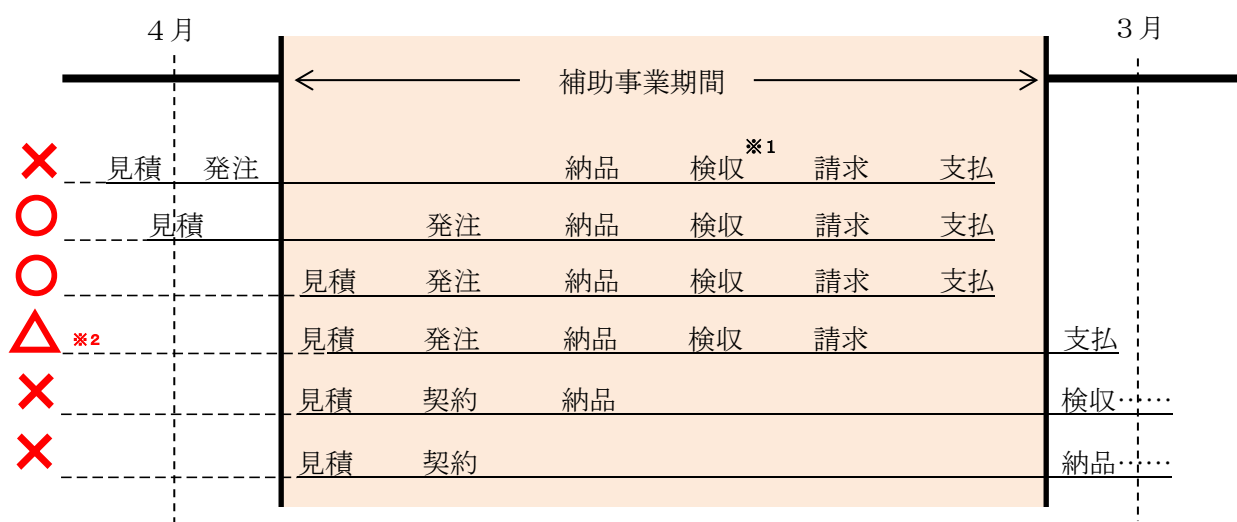 ４月 ３月
補助事業期間
× 見積 発注 納品 検収※1 請求 支払
○ 見積 発注 納品 検収 請求 支払
○ 見積 発注 納品 検収 請求 支払
△ ※2 見積 発注 納品 検収 請求 支払
× 見積 契約 納品 検収……
× 見積 契約 納品……